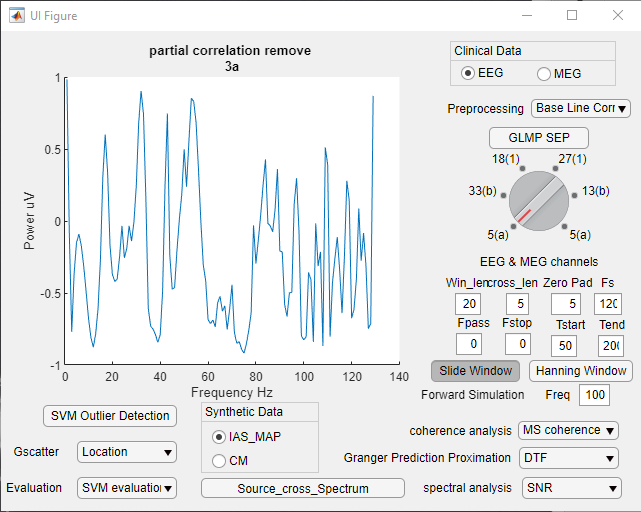 UI Figure
partial correlation remove
3a
Power uV
1
0.5
0
-0.5
-1
0
20
40
60
80
100
120
140
Frequency Hz
Clinical Data
EEG
MEG
Preprocessing
Base Line Corr
GLMP SEP
18(1)
27(1)
33(b)
13(b)
5(a)
5(a)
EEG & MEG channels
Win_len
cross_len
Zero Pad
Fs
20
5
5
120
Fpass
Fstop
Tstart
Tend
0
0
50
200
Slide Window
Hanning Window
Forward Simulation
Freq
100
SVM Outlier Detection
Synthetic Data
IAS_MAP
CM
Gscatter
Location
Evaluation
SVM evaluation
Source_cross_Spectrum
coherence analysis
MS coherence
Granger Prediction Proximation
DTF
spectral analysis
SNR